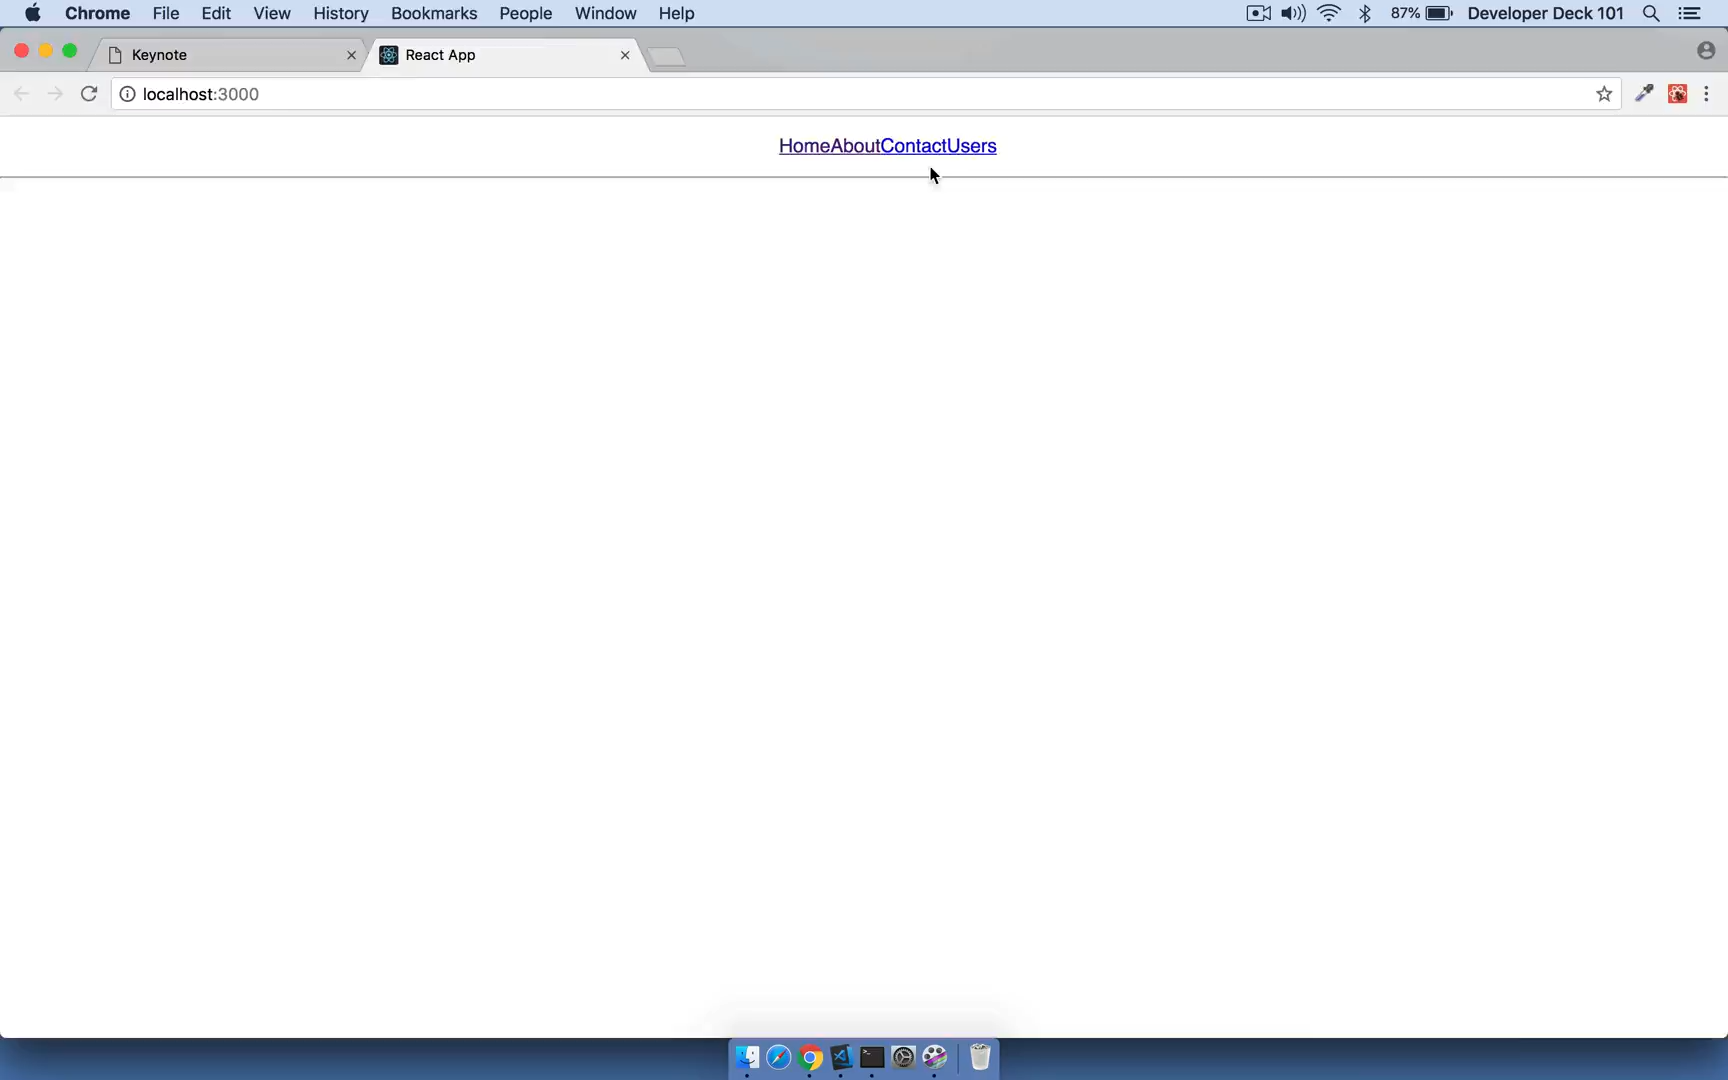 Chrome File Edit View History Bookmarks People Window Help 87% Developer Deck 101
Keynote React App
localhost:3000
HomeAboutContactUsers